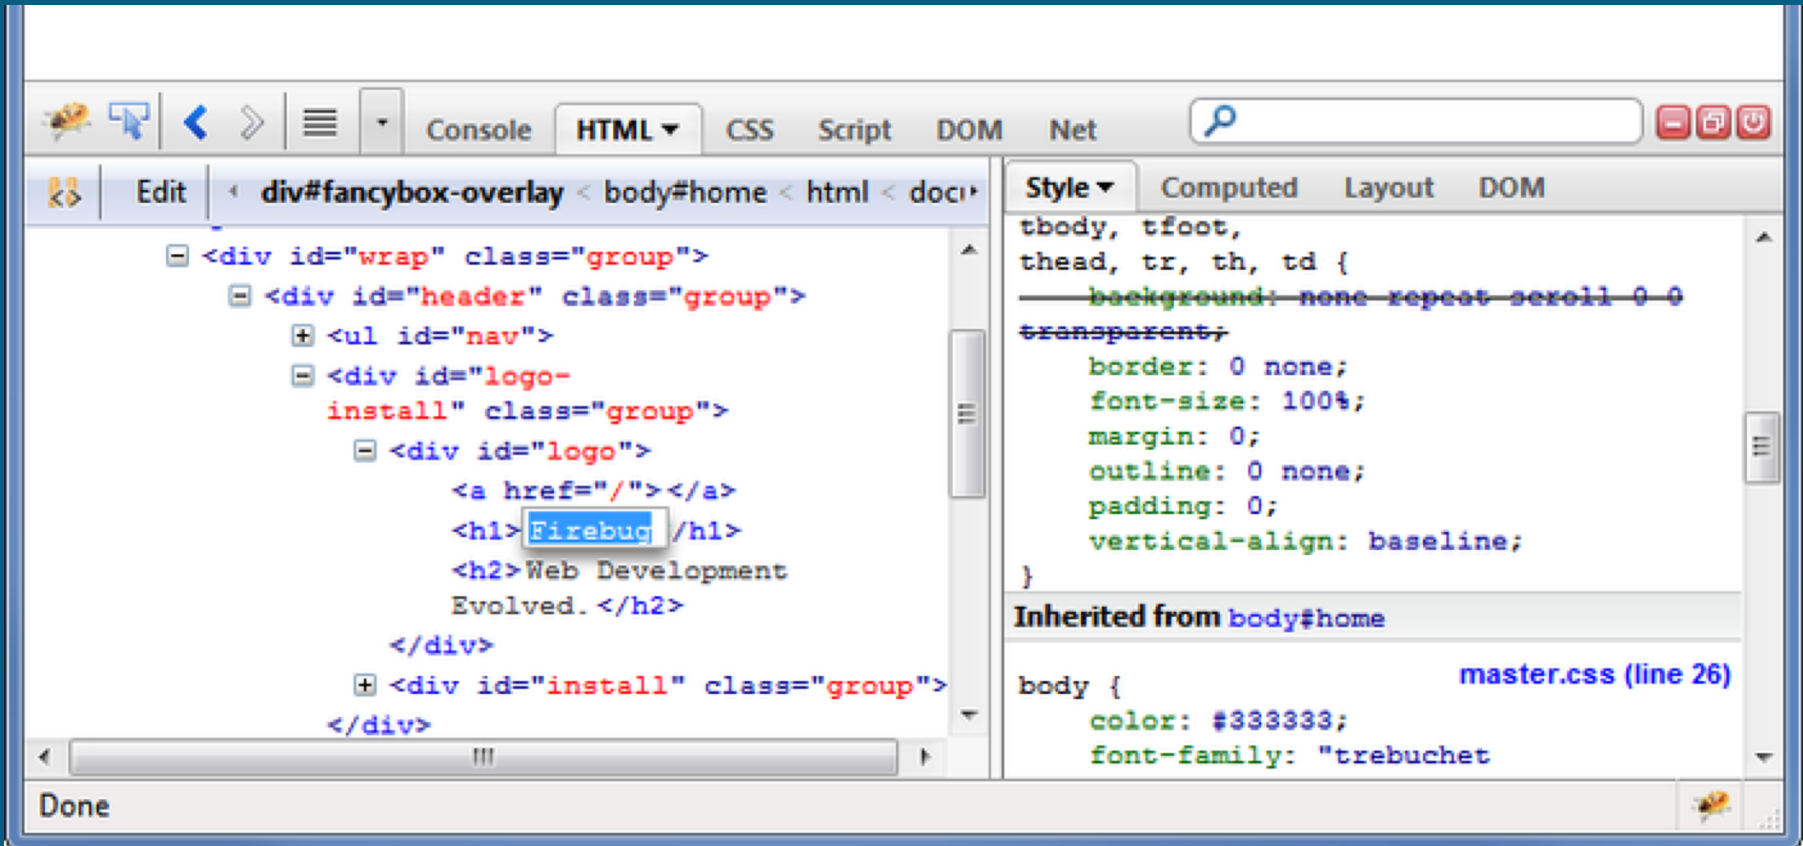 Console HTML CSS Script DOM Net
Edit div#fancybox-overlay < body#home < html < docu
<div id="wrap" class="group">
<div id="header" class="group">
<ul id="nav">
<div id="logo-
install" class="group">
<div id="logo">
<a href="/"></a>
<h1>Firebug/h1>
<h2>Web Development
Evolved.</h2>
</div>
<div id="install" class="group">
</div>
Style Computed Layout DOM
tbody, tfoot,
thead, tr, th, td {
background: none repeat scroll 0 0
transparent;
border: 0 none;
font-size: 100%;
margin: 0;
outline: 0 none;
padding: 0;
vertical-align: baseline;
}
Inherited from body#home
master.css (line 26)
body {
color: #333333;
font-family: "trebuchet
Done